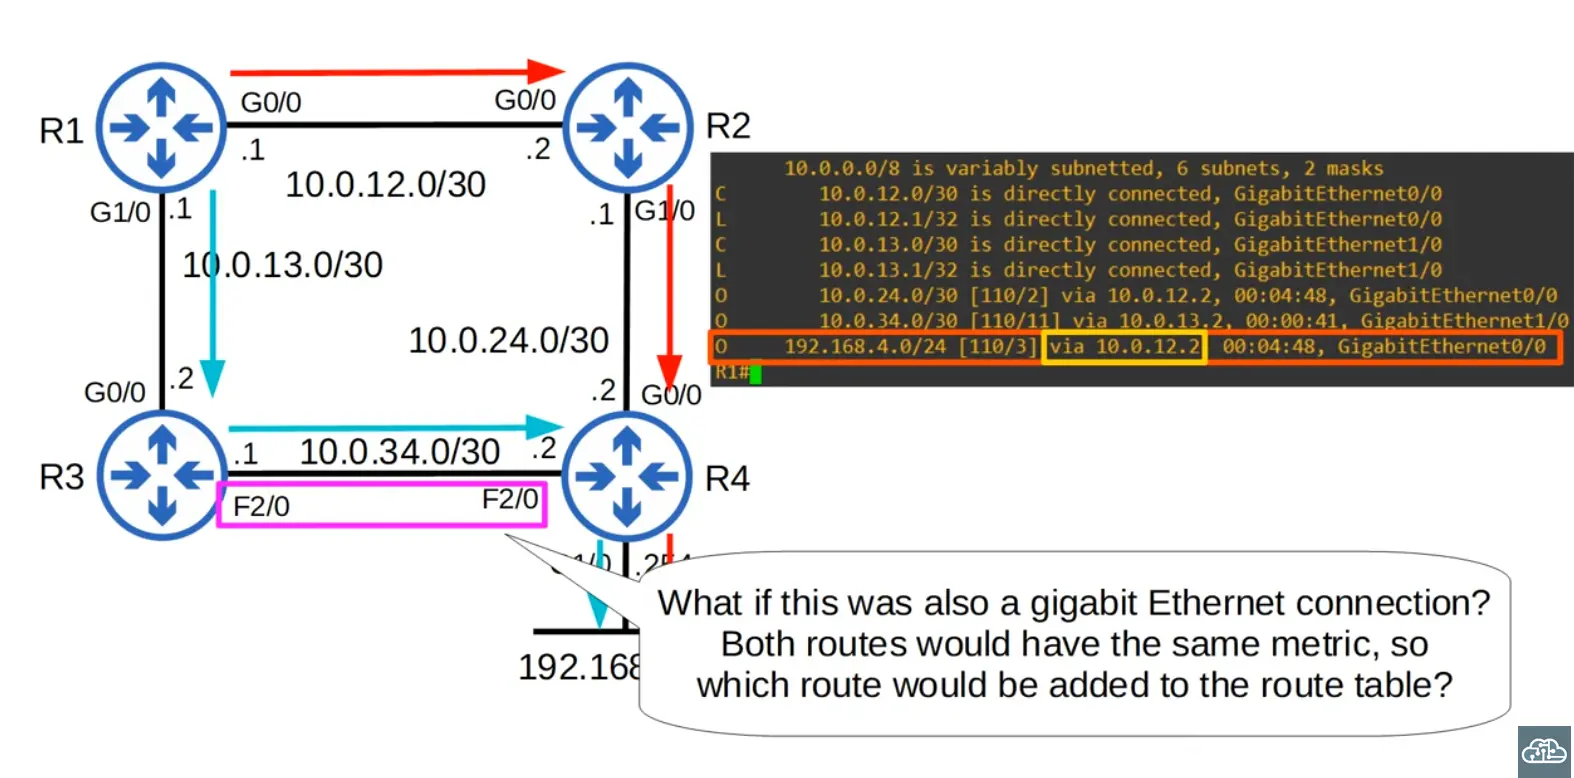 R1
G0/0
G0/0
R2
.1
.2
10.0.12.0/30
G1/0
.1
.1
G1/0
10.0.13.0/30
10.0.24.0/30
G0/0
.2
.2
G0/0
R3
.1
10.0.34.0/30
.2
R4
F2/0
F2/0
192.168
10.0.0.0/8 is variably subnetted, 6 subnets, 2 masks
C 10.0.12.0/30 is directly connected, GigabitEthernet0/0
L 10.0.12.1/32 is directly connected, GigabitEthernet0/0
C 10.0.13.0/30 is directly connected, GigabitEthernet1/0
L 10.0.13.1/32 is directly connected, GigabitEthernet1/0
O 10.0.24.0/30 [110/2] via 10.0.12.2, 00:04:48, GigabitEthernet0/0
O 10.0.34.0/30 [110/11] via 10.0.13.2, 00:00:41, GigabitEthernet1/0
O 192.168.4.0/24 [110/3] via 10.0.12.2 00:04:48, GigabitEthernet0/0
R1#
What if this was also a gigabit Ethernet connection?
Both routes would have the same metric, so
which route would be added to the route table?